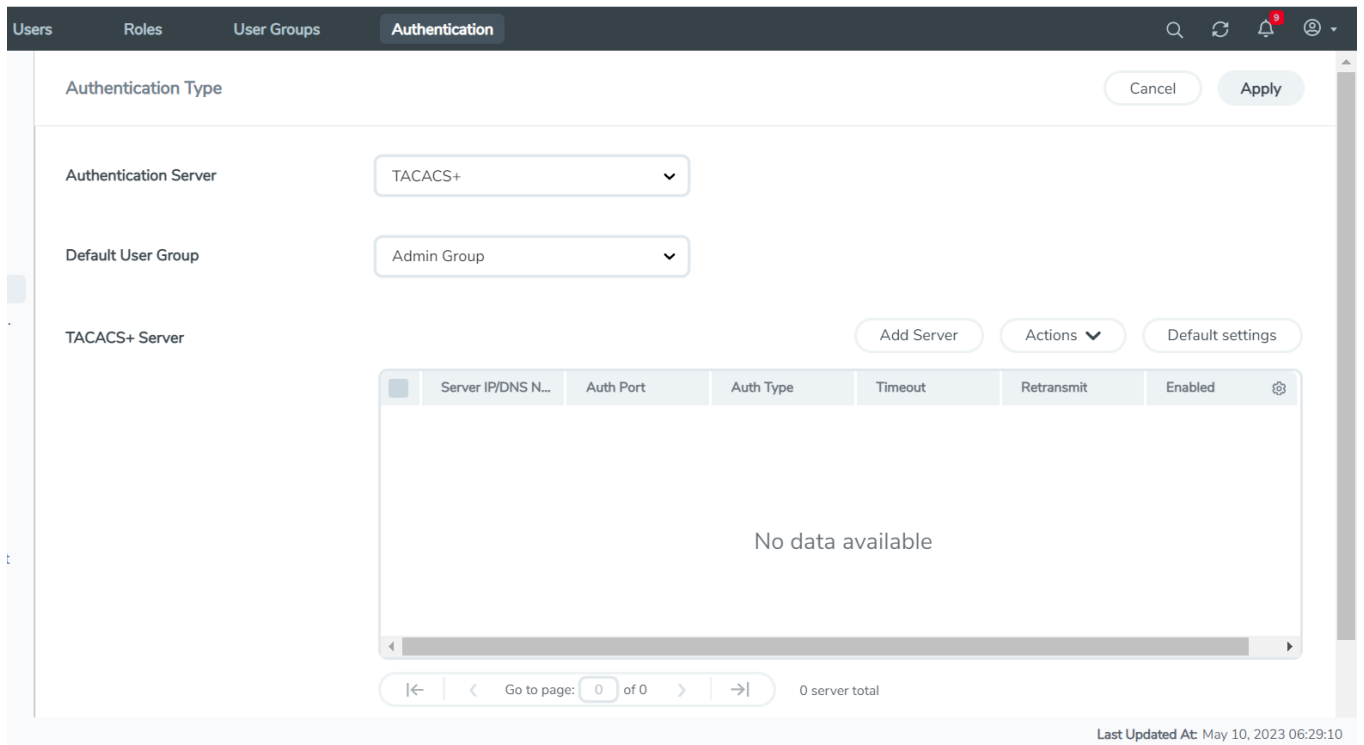 Users Roles User Groups Authentication 9
Authentication Type Cancel Apply
Authentication Server TACACS+
Default User Group Admin Group
TACACS+ Server Add Server Actions Default settings
Server IP/DNS N... Auth Port Auth Type Timeout Retransmit Enabled
No data available
Go to page: 0 of 0 0 server total
Last Updated At: May 10, 2023 06:29:10